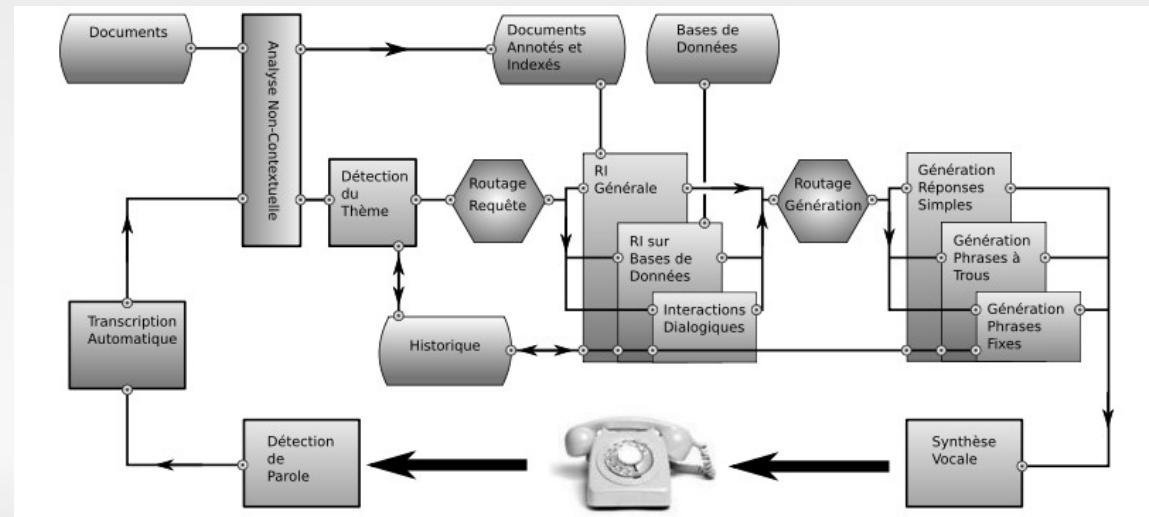 Documents
Analyse Non-Contextuelle
Documents
Annotés et
Indexés
Bases de
Données
Détection
du
Thème
Routage
Requête
RI
Générale
RI sur
Bases de
Données
Interactions
Dialogiques
Routage
Génération
Génération
Réponses
Simples
Génération
Phrases à
Trous
Génération
Phrases
Fixes
Transcription
Automatique
Historique
Détection
de
Parole
Synthèse
Vocale